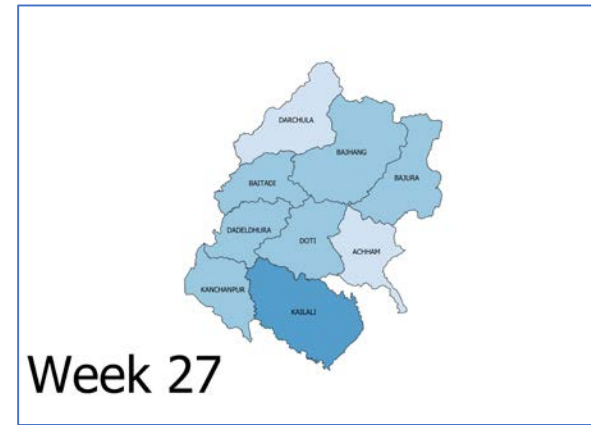 DARCHULA
BAJHANG
BAJURA
BAITADI
DADELDHURA
DOTI
ACHHAM
KANCHANPUR
KAILALI
Week 27